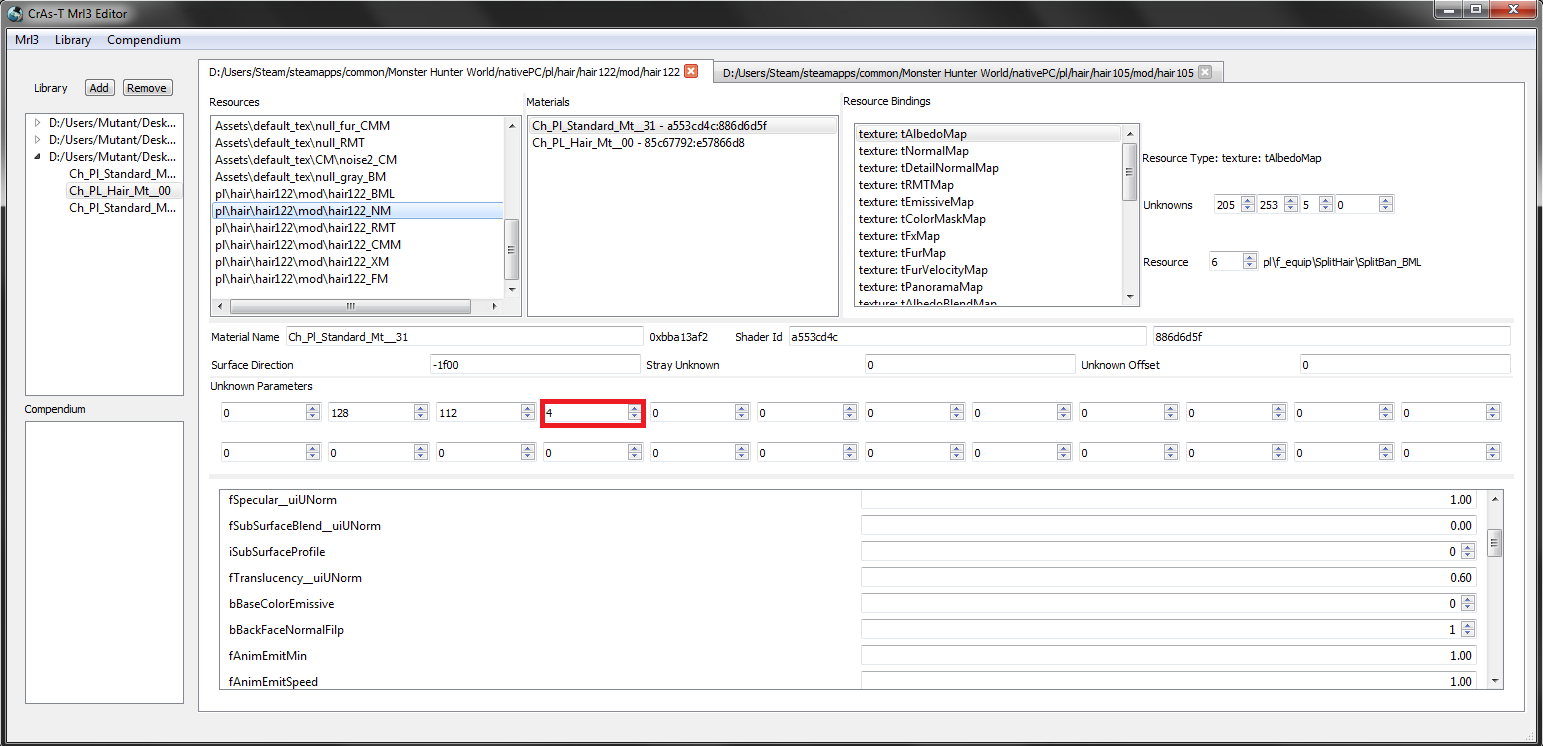 CrAs-T Mrl3 Editor
Mrl3 Library Compendium
Library Add Remove
D:/Users/Mutant/Desk...
D:/Users/Mutant/Desk...
D:/Users/Mutant/Desk...
Ch_Pl_Standard_M...
Ch_PL_Hair_Mt__00
Ch_Pl_Standard_M...
Compendium
D:/Users/Steam/steamapps/common/Monster Hunter World/nativePC/pl/hair/hair122/mod/hair122
D:/Users/Steam/steamapps/common/Monster Hunter World/nativePC/pl/hair/hair105/mod/hair105
Resources
Assets\default_tex\null_fur_CMM
Assets\default_tex\null_RMT
Assets\default_tex\CM\noise2_CM
Assets\default_tex\null_gray_BM
pl\hair\hair122\mod\hair122_BML
pl\hair\hair122\mod\hair122_NM
pl\hair\hair122\mod\hair122_RMT
pl\hair\hair122\mod\hair122_CMM
pl\hair\hair122\mod\hair122_XM
pl\hair\hair122\mod\hair122_FM
Materials
Ch_Pl_Standard_Mt__31 - a553cd4c:886d6d5f
Ch_PL_Hair_Mt__00 - 85c67792:e57866d8
Resource Bindings
texture: tAlbedoMap
texture: tNormalMap
texture: tDetailNormalMap
texture: tRMTMap
texture: tEmissiveMap
texture: tColorMaskMap
texture: tFxMap
texture: tFurMap
texture: tFurVelocityMap
texture: tPanoramaMap
texture: tAlbedoBlendMap
Resource Type: texture: tAlbedoMap
Unknowns 205 253 5 0
Resource 6 pl\f_equip\SplitHair\SplitBan_BML
Material Name Ch_Pl_Standard_Mt__31 0xbba13af2 Shader Id a553cd4c 886d6d5f
Surface Direction -1f00 Stray Unknown 0 Unknown Offset 0
Unknown Parameters
0 128 112 4 0 0 0 0 0 0 0 0
0 0 0 0 0 0 0 0 0 0 0 0
fSpecular__uiUNorm 1.00
fSubSurfaceBlend__uiUNorm 0.00
iSubSurfaceProfile 0
fTranslucency__uiUNorm 0.60
bBaseColorEmissive 0
bBackFaceNormalFilp 1
fAnimEmitMin 1.00
fAnimEmitSpeed 1.00